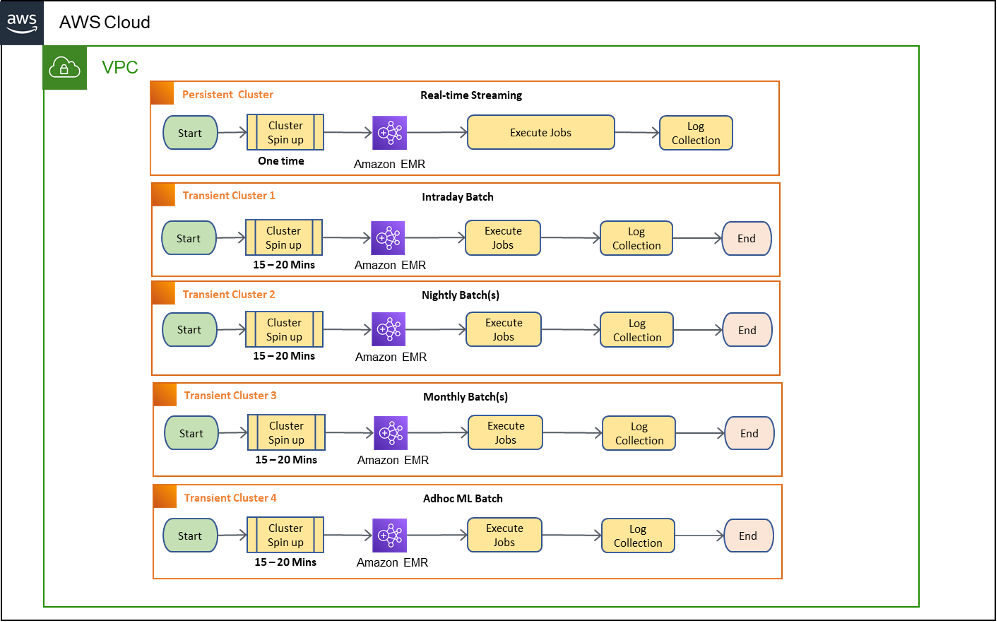 aws
AWS Cloud
VPC
Persistent Cluster
Real-time Streaming
Start
Cluster
Spin up
One time
Amazon EMR
Execute Jobs
Log
Collection
Transient Cluster 1
Intraday Batch
Start
Cluster
Spin up
15 – 20 Mins
Amazon EMR
Execute
Jobs
Log
Collection
End
Transient Cluster 2
Nightly Batch(s)
Start
Cluster
Spin up
15 – 20 Mins
Amazon EMR
Execute
Jobs
Log
Collection
End
Transient Cluster 3
Monthly Batch(s)
Start
Cluster
Spin up
15 – 20 Mins
Amazon EMR
Execute
Jobs
Log
Collection
End
Transient Cluster 4
Adhoc ML Batch
Start
Cluster
Spin up
15 – 20 Mins
Amazon EMR
Execute
Jobs
Log
Collection
End